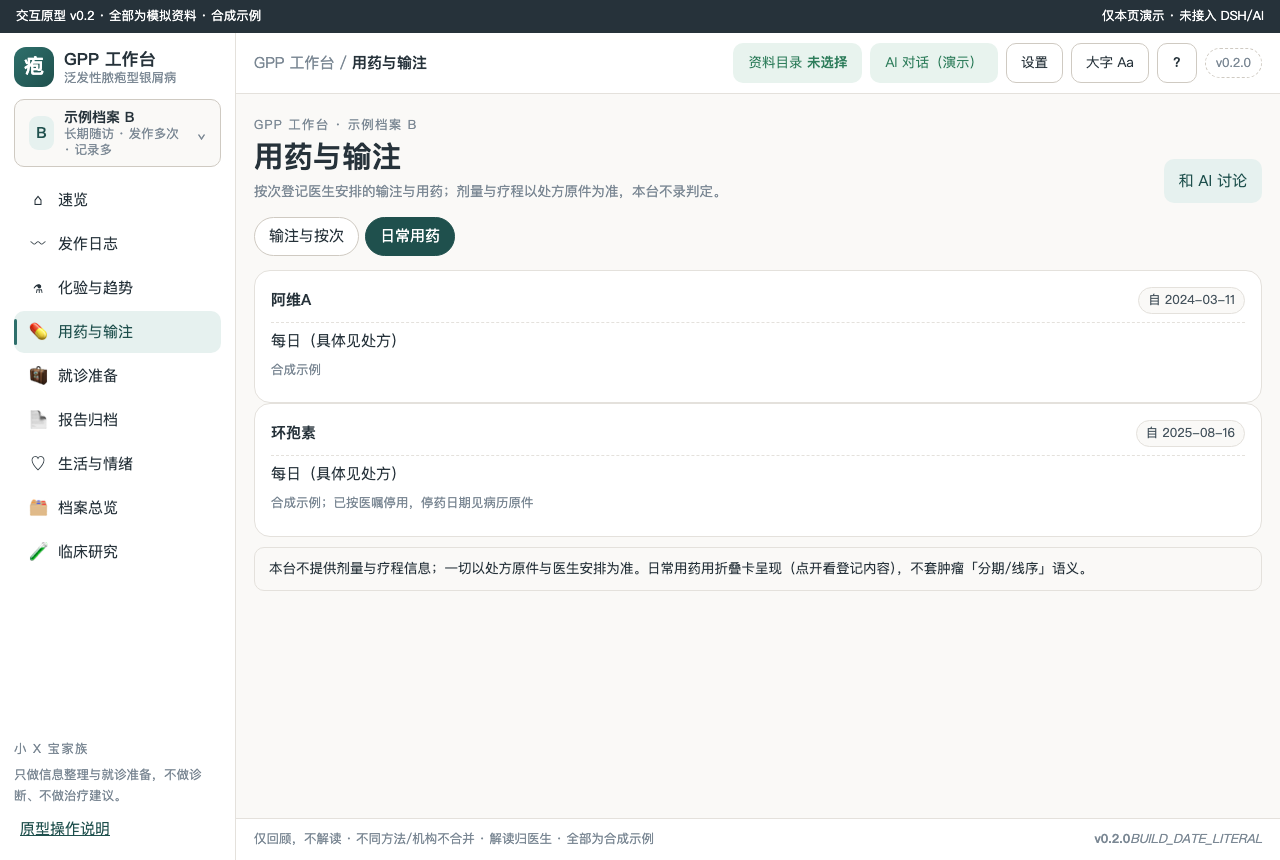 交互原型 v0.2 · 全部为模拟资料 · 合成示例
仅本页演示 · 未接入 DSH/AI
疱
GPP 工作台
泛发性脓疱型银屑病
B
示例档案 B
长期随访 · 发作多次
· 记录多
速览
发作日志
化验与趋势
用药与输注
就诊准备
报告归档
生活与情绪
档案总览
临床研究
小 X 宝家族
只做信息整理与就诊准备，不做诊
断、不做治疗建议。
原型操作说明
GPP 工作台 / 用药与输注
资料目录 未选择
AI 对话（演示）
设置
大字 Aa
?
v0.2.0
GPP 工作台 · 示例档案 B
用药与输注
按次登记医生安排的输注与用药；剂量与疗程以处方原件为准，本台不录判定。
和 AI 讨论
输注与按次
日常用药
阿维A
自 2024-03-11
每日（具体见处方）
合成示例
环孢素
自 2025-08-16
每日（具体见处方）
合成示例；已按医嘱停用，停药日期见病历原件
本台不提供剂量与疗程信息；一切以处方原件与医生安排为准。日常用药用折叠卡呈现（点开看登记内容），不套肿瘤「分期/线序」语义。
仅回顾，不解读 · 不同方法/机构不合并 · 解读归医生 · 全部为合成示例
v0.2.0BUILD_DATE_LITERAL